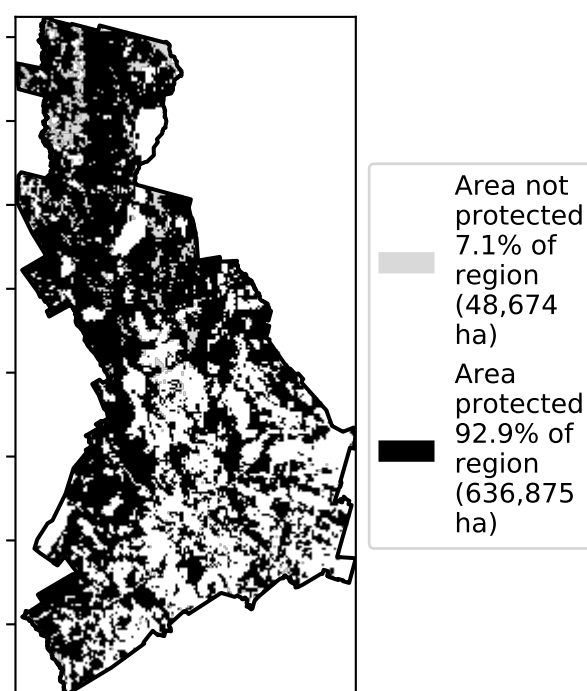 Area not
protected
7.1% of
region
(48,674
ha)
Area
protected
92.9% of
region
(636,875
ha)